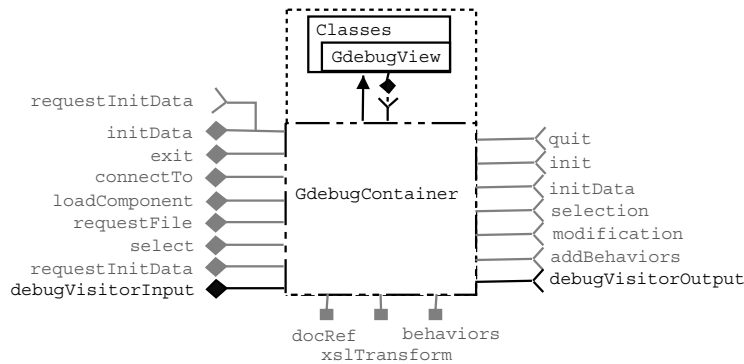 Classes
GdebugView
requestInitData
initData
exit
connectTo
loadComponent
requestFile
select
requestInitData
debugVisitorInput
GdebugContainer
quit
init
initData
selection
modification
addBehaviors
debugVisitorOutput
docRef
xslTransform
behaviors